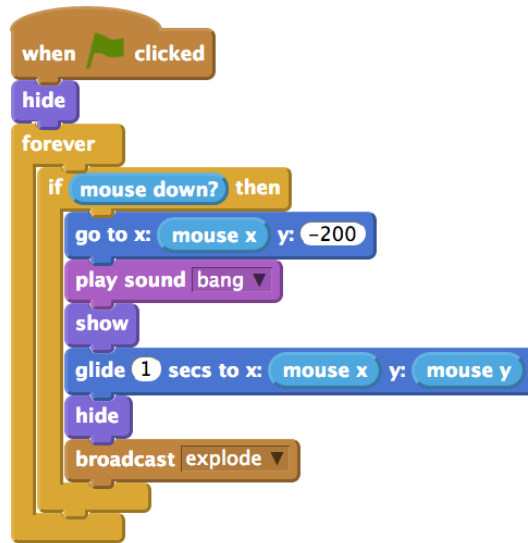 when clicked
hide
forever
if mouse down? then
go to x: mouse x y: -200
play sound bang
show
glide 1 secs to x: mouse x y: mouse y
hide
broadcast explode